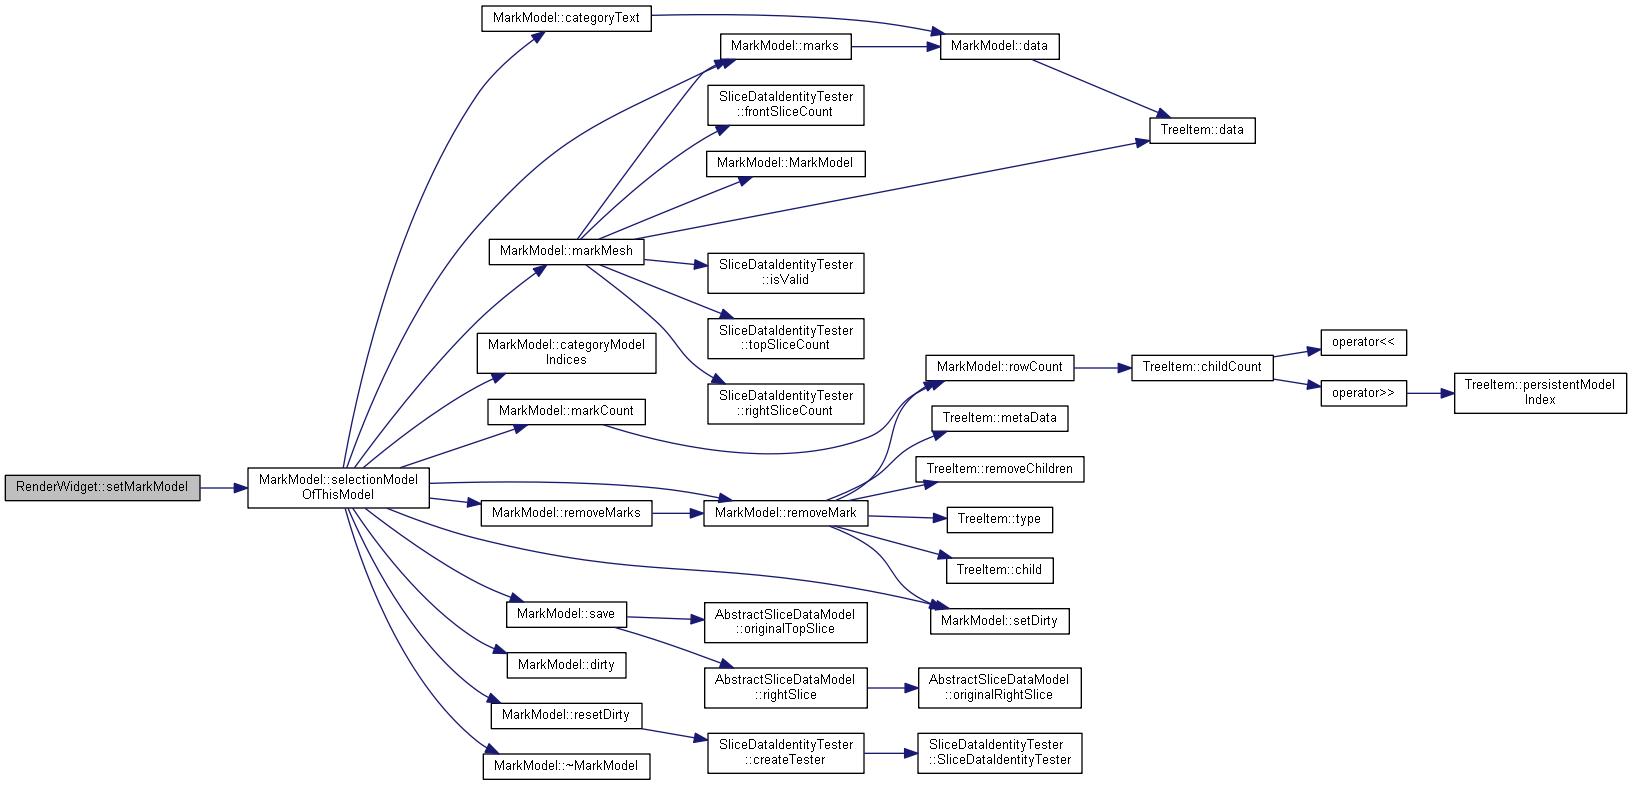 MarkModel::categoryText
MarkModel::marks
MarkModel::data
SliceDataIdentityTester
::frontSliceCount
TreeItem::data
MarkModel::MarkModel
MarkModel::markMesh
SliceDataIdentityTester
::isValid
SliceDataIdentityTester
::topSliceCount
MarkModel::categoryModel
Indices
SliceDataIdentityTester
::rightSliceCount
MarkModel::rowCount
TreeItem::childCount
operator<<
operator>>
TreeItem::persistentModel
Index
MarkModel::markCount
TreeItem::metaData
RenderWidget::setMarkModel
MarkModel::selectionModel
OfThisModel
TreeItem::removeChildren
MarkModel::removeMarks
MarkModel::removeMark
TreeItem::type
TreeItem::child
MarkModel::save
AbstractSliceDataModel
::originalTopSlice
MarkModel::setDirty
MarkModel::dirty
AbstractSliceDataModel
::rightSlice
AbstractSliceDataModel
::originalRightSlice
MarkModel::resetDirty
SliceDataIdentityTester
::createTester
SliceDataIdentityTester
::SliceDataIdentityTester
MarkModel::~MarkModel